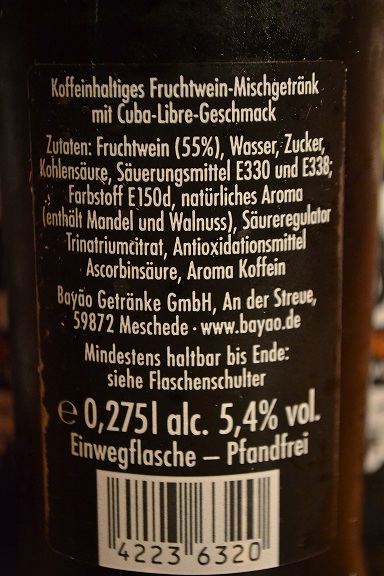 Koffeinhaltiges Fruchtwein-Mischgetränk
mit Cuba-Libre-Geschmack
Zutaten: Fruchtwein (55%), Wasser, Zucker,
Kohlensäure, Säuerungsmittel E330 und E338;
Farbstoff E150d, natürliches Aroma
(enthält Mandel und Walnuss), Säureregulator
Trinatriumcitrat, Antioxidationsmittel
Ascorbinsäure, Aroma Koffein
Bayão Getränke GmbH, An der Streue,
59872 Meschede · www.bayao.de
Mindestens haltbar bis Ende:
siehe Flaschenschulter
℮ 0,275l alc. 5,4% vol.
Einwegflasche – Pfandfrei
4223 6320